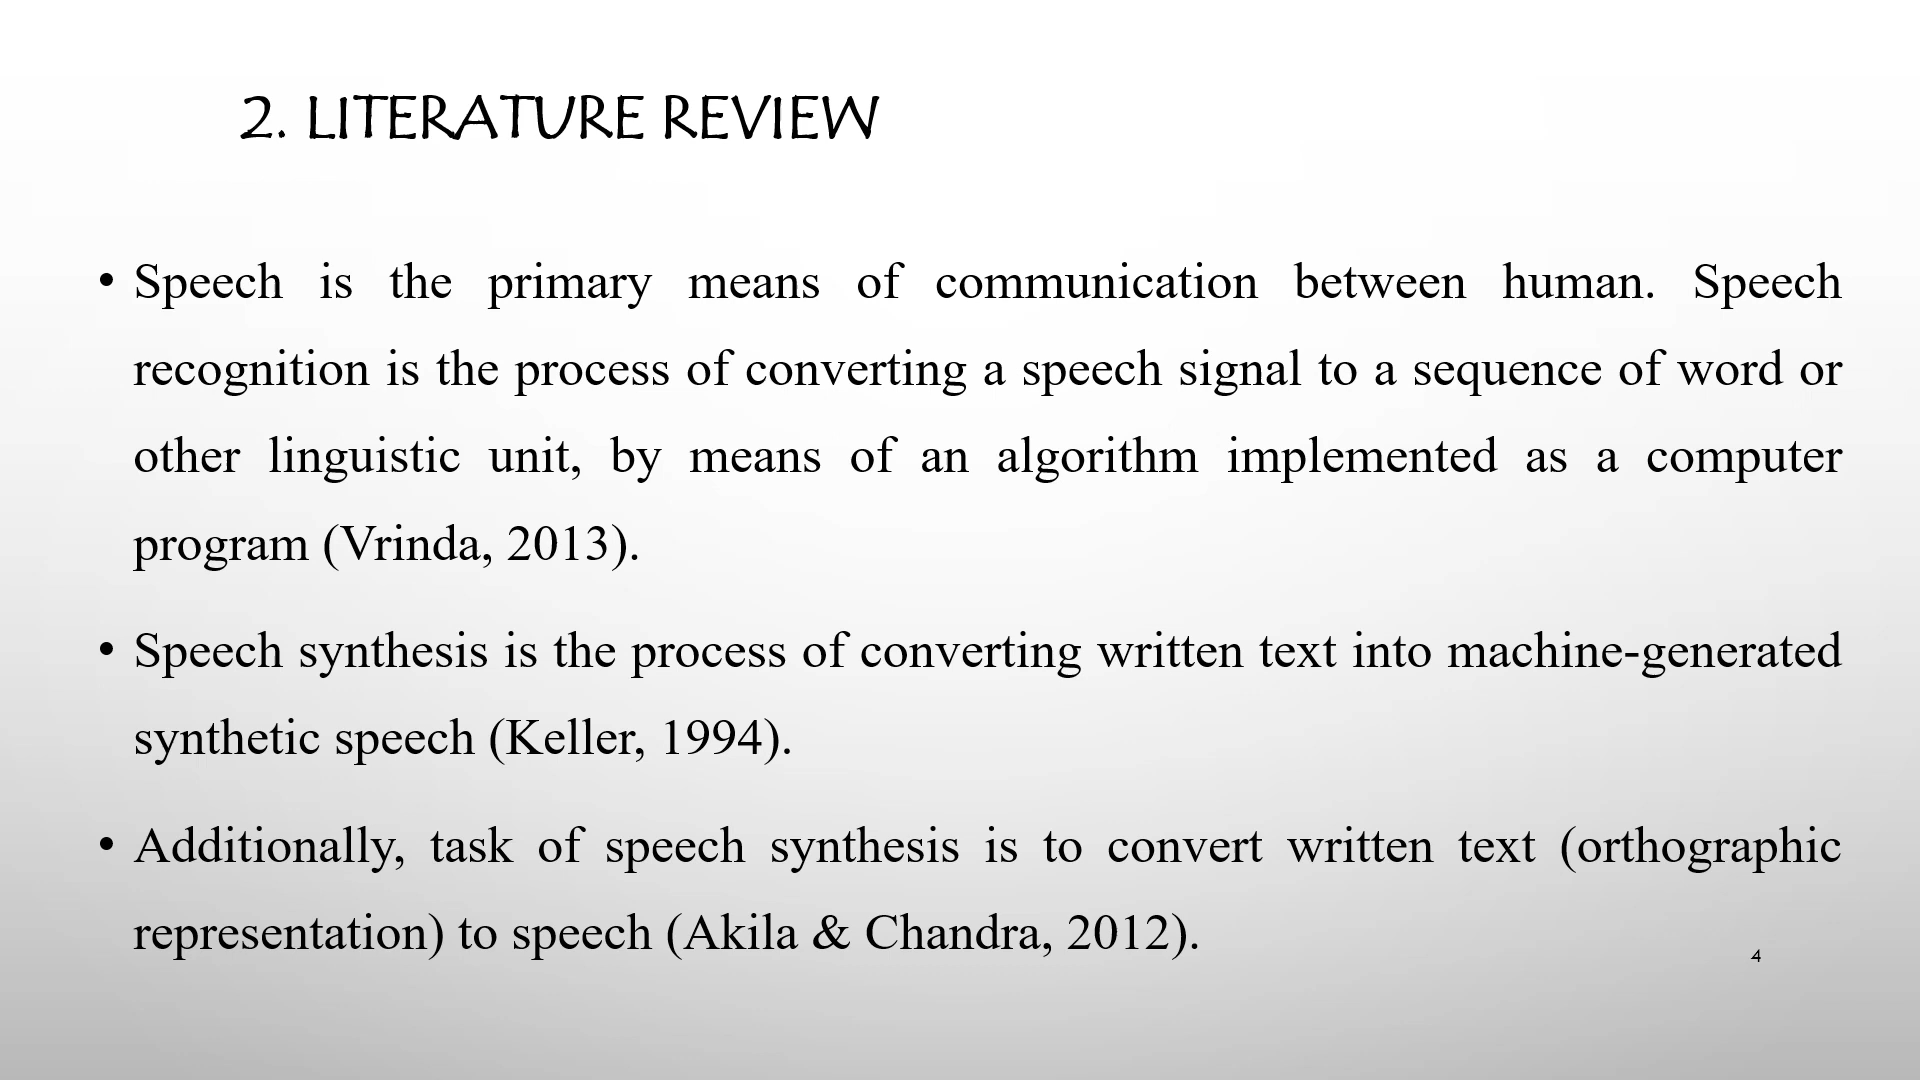 2. LITERATURE REVIEW
• Speech is the primary means of communication between human. Speech
recognition is the process of converting a speech signal to a sequence of word or
other linguistic unit, by means of an algorithm implemented as a computer
program (Vrinda, 2013).
• Speech synthesis is the process of converting written text into machine-generated
synthetic speech (Keller, 1994).
• Additionally, task of speech synthesis is to convert written text (orthographic
representation) to speech (Akila & Chandra, 2012).
4